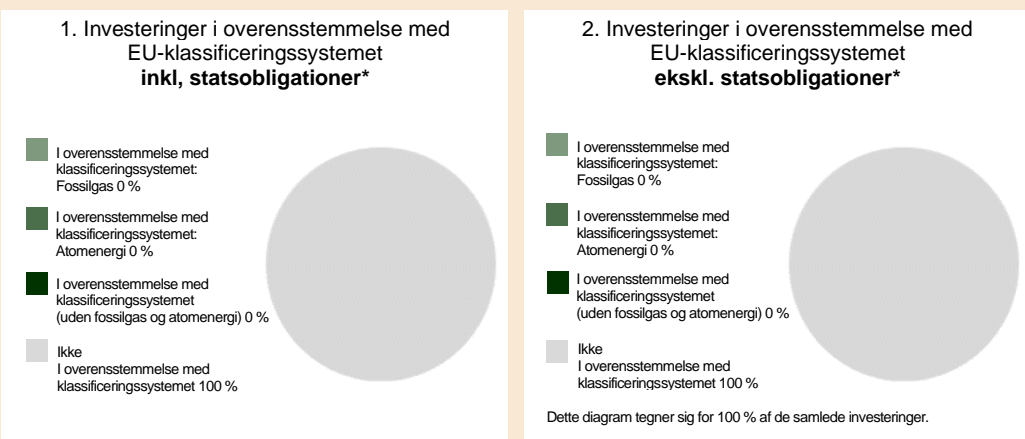 1. Investeringer i overensstemmelse med
EU-klassificeringssystemet
inkl, statsobligationer*
I overensstemmelse med
klassificeringssystemet:
Fossilgas 0 %
I overensstemmelse med
klassificeringssystemet:
Atomenergi 0 %
I overensstemmelse med
klassificeringssystemet
(uden fossilgas og atomenergi) 0 %
Ikke
I overensstemmelse med
klassificeringssystemet 100 %
2. Investeringer i overensstemmelse med
EU-klassificeringssystemet
ekskl. statsobligationer*
I overensstemmelse med
klassificeringssystemet:
Fossilgas 0 %
I overensstemmelse med
klassificeringssystemet:
Atomenergi 0 %
I overensstemmelse med
klassificeringssystemet
(uden fossilgas og atomenergi) 0 %
Ikke
I overensstemmelse med
klassificeringssystemet 100 %
Dette diagram tegner sig for 100 % af de samlede investeringer.